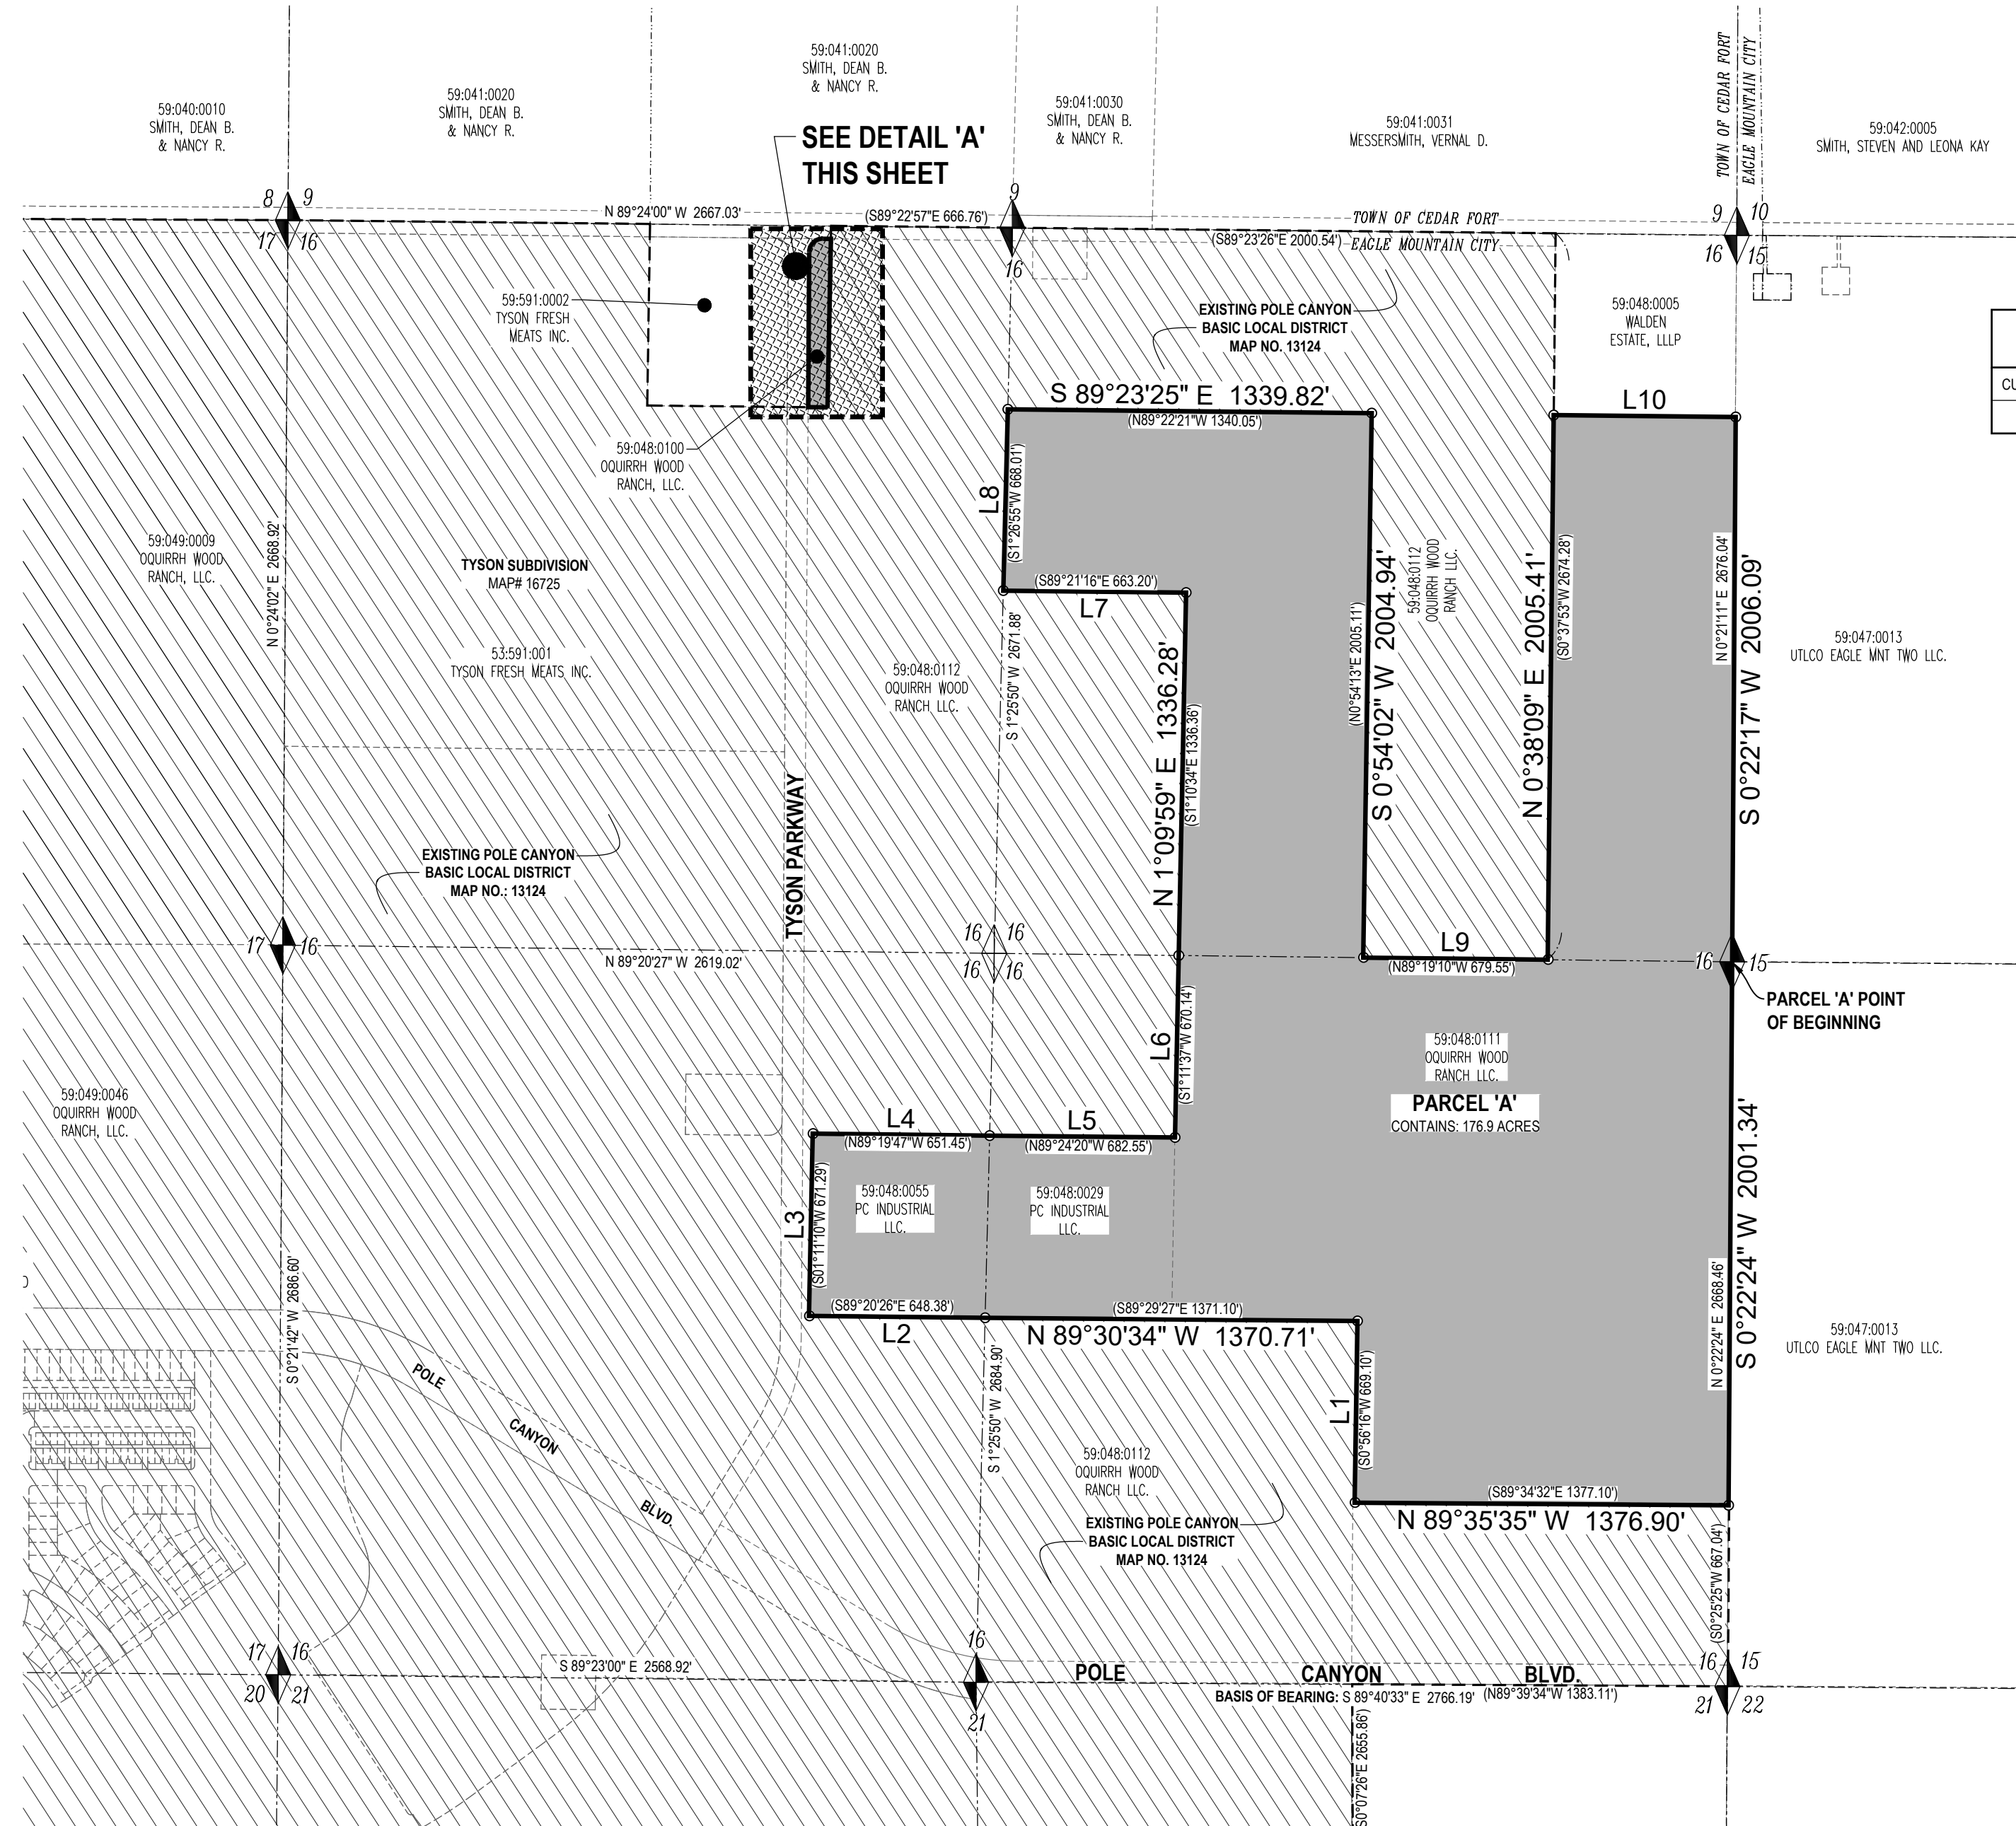 59:040:0010
SMITH, DEAN B.
& NANCY R.
59:041:0020
SMITH, DEAN B.
& NANCY R.
59:041:0020
SMITH, DEAN B.
& NANCY R.
59:041:0030
SMITH, DEAN B.
& NANCY R.
59:041:0031
MESSERSMITH, VERNAL D.
TOWN OF CEDAR FORT
EAGLE MOUNTAIN CITY
59:042:0005
SMITH, STEVEN AND LEONA KAY
SEE DETAIL 'A'
THIS SHEET
8 9
17 16
N 89°24'00" W 2667.03'
(S89°22'57"E 666.76')
9
16
TOWN OF CEDAR FORT
(S89°23'26"E 2000.54')
EAGLE MOUNTAIN CITY
9 10
16 15
59:591:0002
TYSON FRESH
MEATS INC.
EXISTING POLE CANYON
BASIC LOCAL DISTRICT
MAP NO. 13124
59:048:0005
WALDEN
ESTATE, LLLP
CU
S 89°23'25" E 1339.82'
(N89°22'21"W 1340.05')
L10
59:048:0100
OQUIRRH WOOD
RANCH, LLC.
L8
(S1°26'55"W 668.01')
59:049:0009
OQUIRRH WOOD
RANCH, LLC.
N 0°24'02" E 2668.92'
TYSON SUBDIVISION
MAP# 16725
(S89°21'16"E 663.20')
L7
(N0°54'13"E 2005.11')
S 0°54'02" W 2004.94'
59:048:0112
OQUIRRH WOOD
RANCH LLC.
N 0°38'09" E 2005.41'
(S0°37'53"W 2674.28')
N 0°21'11" E 2676.04'
S 0°22'17" W 2006.09'
59:047:0013
UTLCO EAGLE MNT TWO LLC.
53:591:001
TYSON FRESH MEATS INC.
59:048:0112
OQUIRRH WOOD
RANCH LLC.
S 1°25'50" W 2671.88'
N 1°09'59" E 1336.28'
(S1°10'34"E 1336.36')
TYSON PARKWAY
EXISTING POLE CANYON
BASIC LOCAL DISTRICT
MAP NO.: 13124
17 16
N 89°20'27" W 2619.02'
16 16
16 16
L9
(N89°19'10"W 679.55')
16 15
PARCEL 'A' POINT
OF BEGINNING
L6
(S1°11'37"W 670.14')
59:048:0111
OQUIRRH WOOD
RANCH LLC.
PARCEL 'A'
CONTAINS: 176.9 ACRES
59:049:0046
OQUIRRH WOOD
RANCH, LLC.
L4
(N89°19'47"W 651.45')
L5
(N89°24'20"W 682.55')
L3
(S01°11'10"W 671.29')
59:048:0055
PC INDUSTRIAL
LLC.
59:048:0029
PC INDUSTRIAL
LLC.
S 0°22'24" W 2001.34'
N 0°22'24" E 2668.46'
S 0°21'42" W 2686.60'
(S89°20'26"E 648.38')
L2
(S89°29'27"E 1371.10')
N 89°30'34" W 1370.71'
59:047:0013
UTLCO EAGLE MNT TWO LLC.
L1
(S0°56'16"W 669.10')
S 1°25'50" W 2684.90'
POLE
CANYON
BLVD.
59:048:0112
OQUIRRH WOOD
RANCH LLC.
EXISTING POLE CANYON
BASIC LOCAL DISTRICT
MAP NO. 13124
(S89°34'32"E 1377.10')
N 89°35'35" W 1376.90'
(S0°25'25"W 667.04')
17 16
20 21
S 89°23'00" E 2568.92'
16
21
POLE CANYON BLVD.
BASIS OF BEARING: S 89°40'33" E 2766.19'
(N89°39'34"W 1383.11')
16 15
21 22
S0°07'26"E 2655.86')